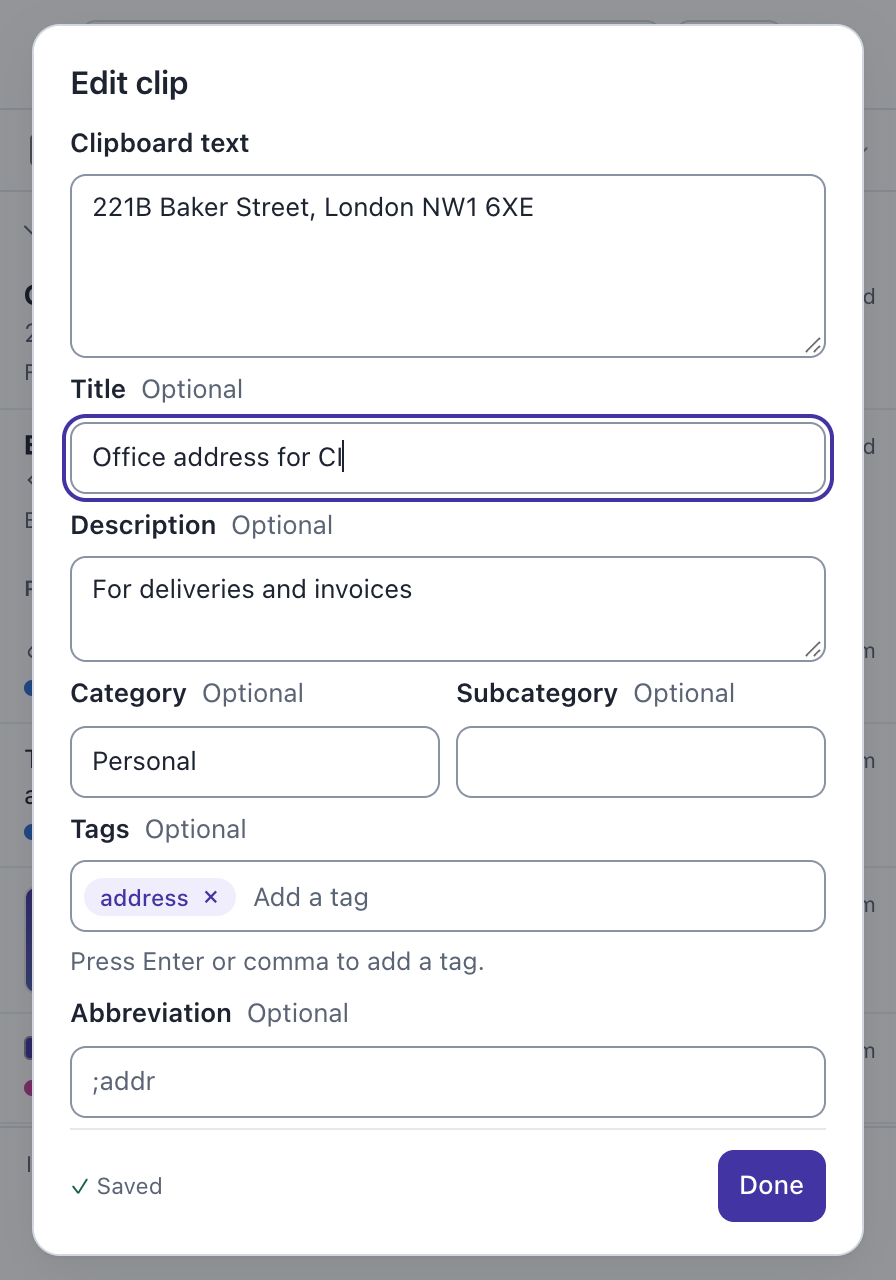 Edit clip
Clipboard text
221B Baker Street, London NW1 6XE
Title Optional
Office address for Cl
Description Optional
For deliveries and invoices
Category Optional Subcategory Optional
Personal
Tags Optional
address × Add a tag
Press Enter or comma to add a tag.
Abbreviation Optional
;addr
✓ Saved Done